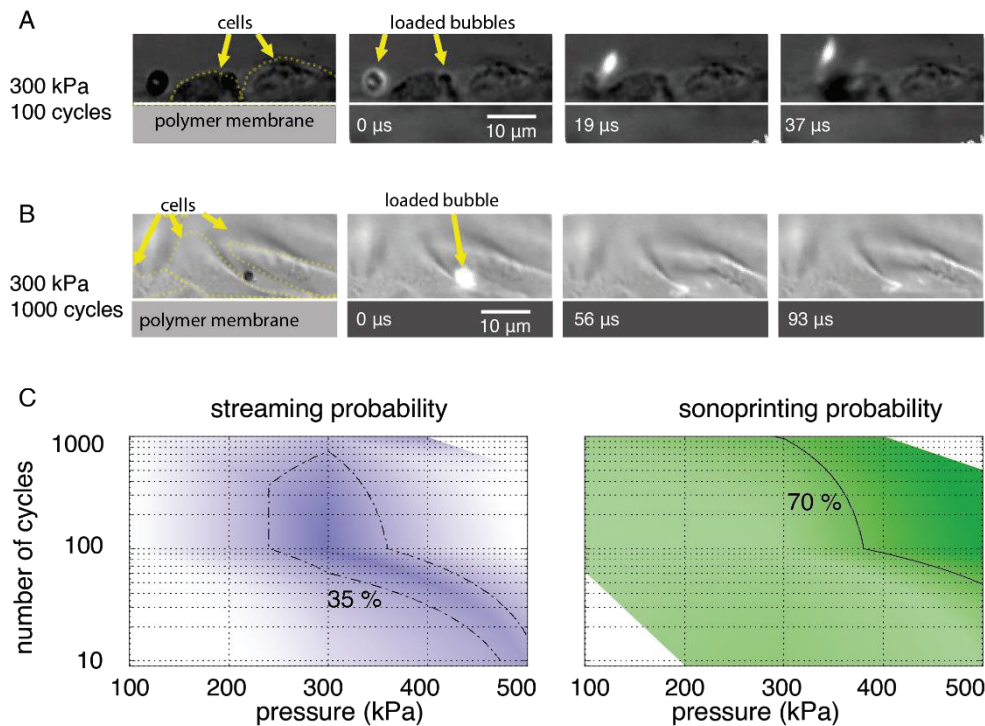 A
cells
loaded bubbles
300 kPa
100 cycles
polymer membrane
0 µs
10 µm
19 µs
37 µs
B
cells
loaded bubble
300 kPa
1000 cycles
polymer membrane
0 µs
10 µm
56 µs
93 µs
C
streaming probability
sonoprinting probability
number of cycles
1000
100
10
35 %
70 %
100 200 300 400 500
pressure (kPa)
100 200 300 400 500
pressure (kPa)